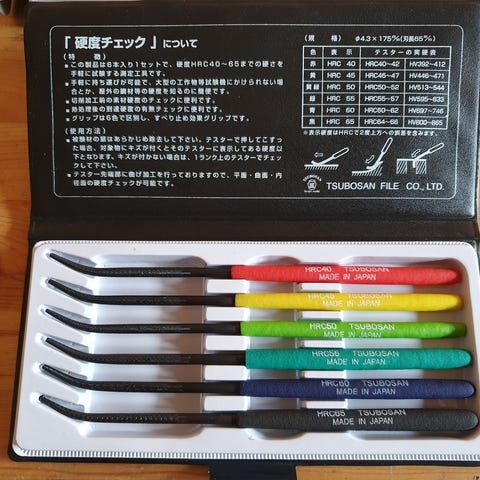 「硬度チェック」について
(特徴)
■この製品は6本入り1セットで、硬度HRC40〜65までの硬さを
手軽に試験する測定工具です。
■手軽に持ち運びが可能で、大型の工作物等試験機にかけられない場
合とか、屋外の鋼材等の硬度を知るのに簡便です。
■切削加工前の素材硬度のチェックに便利です。
■熱処理後の到達硬度の有無チェックに便利です。
■グリップは6色で区別し、すべり止め効果グリップです。
(使用方法)
■被験材の錆はあらかじめ除去して下さい。テスターで押してこすっ
た場合、対象物にキズが付くとそのテスターに表示してある硬度以
下となります。キズが付かない場合は、1ランク上のテスターでチェッ
クして下さい。
■テスター先端部に曲げ加工を行っておりますので、平面・曲面・内
径面の硬度チェックが可能です。
(規格) φ4.3×175%(刃長65%)
色 表示 テスターの実硬表
赤 HRC 40 HRC40〜42 HV392〜412
黄 HRC 45 HRC45〜47 HV446〜471
黄緑 HRC 50 HRC50〜52 HV513〜544
緑 HRC 55 HRC55〜57 HV595〜633
青 HRC 60 HRC60〜62 HV697〜746
黒 HRC 65 HRC64〜66 HV800〜865
※表示硬度はHRCで2度上方への誤差を含みます。
TSUBOSAN
TSUBOSAN FILE CO., LTD.
HRC40 TSUBOSAN
MADE IN JAPAN
HRC45 TSUBOSAN
MADE IN JAPAN
HRC50 TSUBOSAN
MADE IN JAPAN
HRC55 TSUBOSAN
MADE IN JAPAN
HRC60 TSUBOSAN
MADE IN JAPAN
HRC65 TSUBOSAN
MADE IN JAPAN